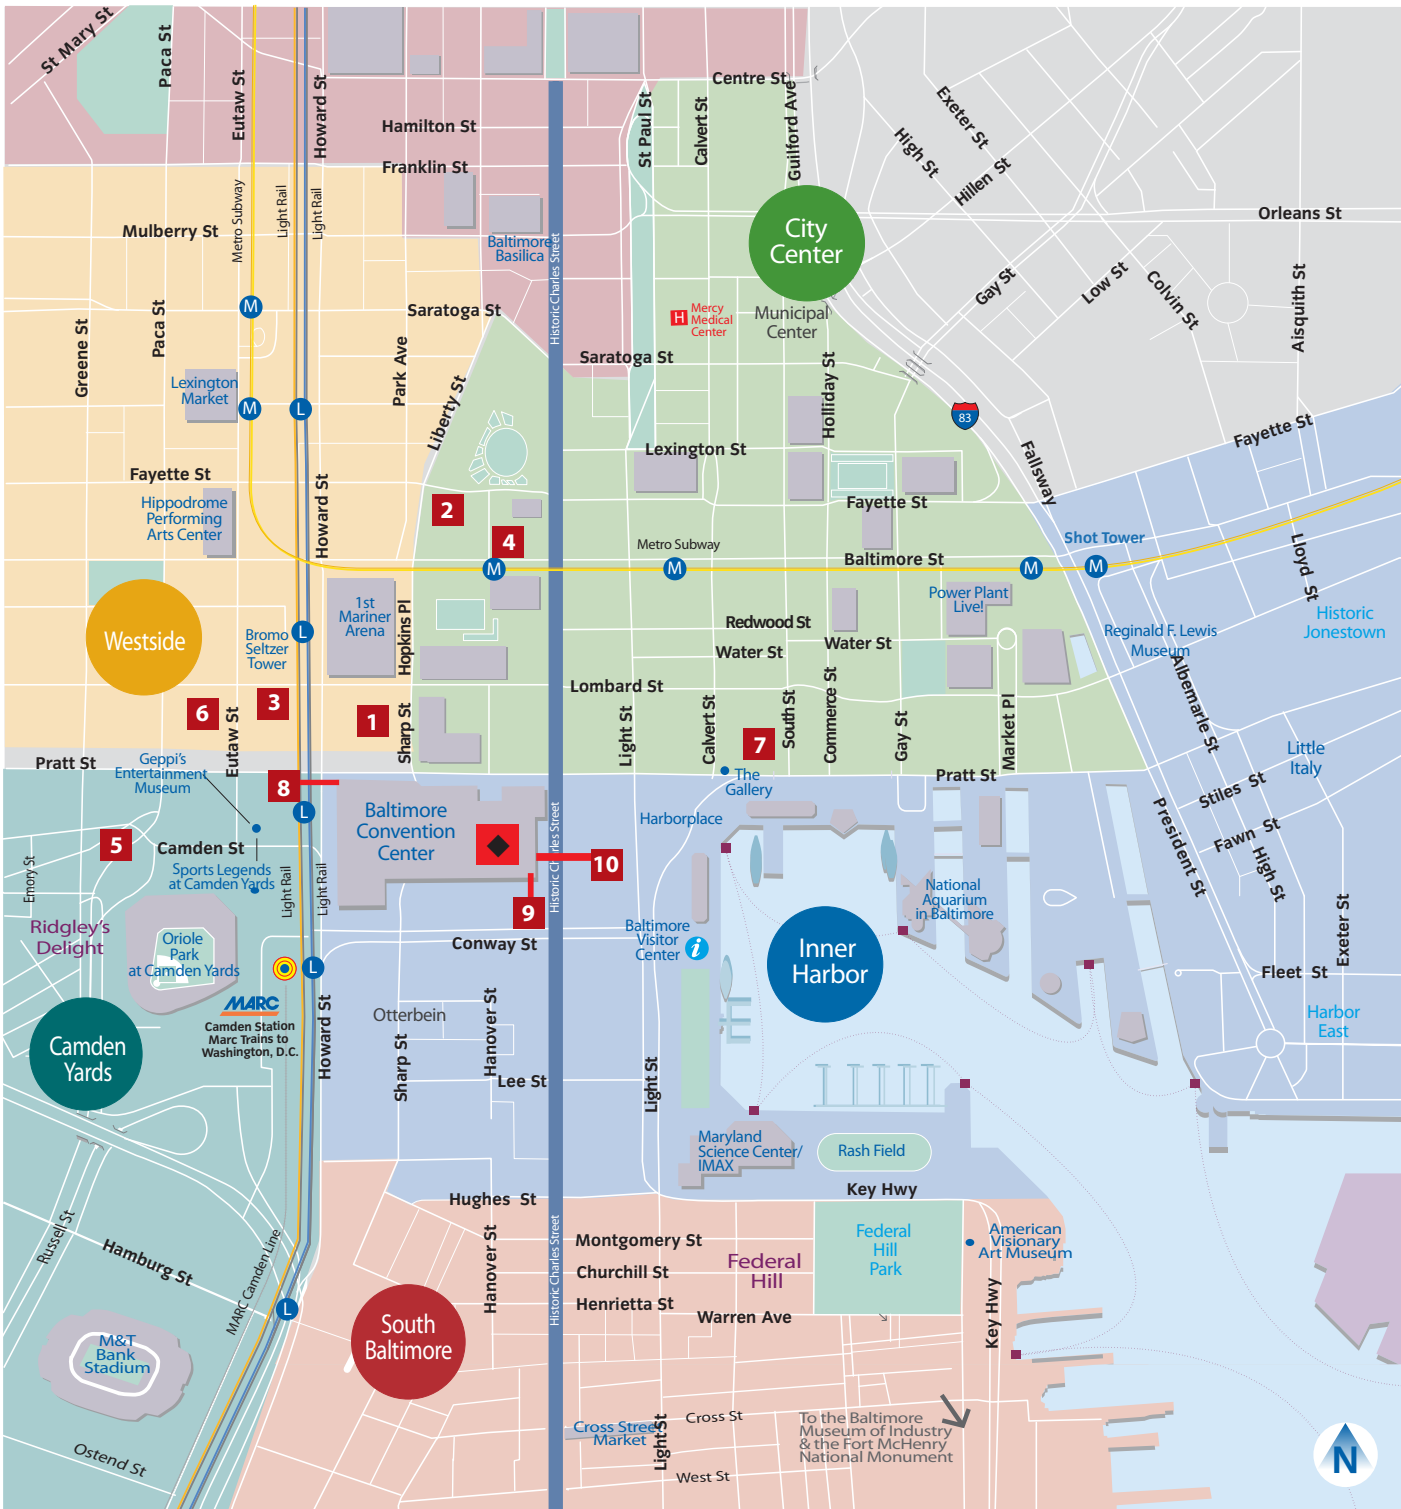 St Mary St
Paca St
Eutaw St
Howard St
Centre St
St Paul St
Calvert St
Guilford Ave
Exeter St
High St
Hillen St
Hamilton St
Franklin St
Mulberry St
Metro Subway
Light Rail
Light Rail
Baltimore
Basilica
Historic Charles Street
City
Center
Orleans St
Gay St
Low St
Colvin St
Aisquith St
M
Saratoga St
H
Mercy
Medical
Center
Municipal
Center
Greene St
Paca St
Park Ave
Saratoga St
Holliday St
Liberty St
Lexington
Market
M
L
83
Lexington St
Fallsway
Fayette St
Fayette St
Howard St
Hippodrome
Performing
Arts Center
2
Fayette St
4
Metro Subway
Baltimore St
Shot Tower
M
M
M
M
Lloyd St
1st
Mariner
Arena
Hopkins Pl
Power Plant
Live!
Historic
Jonestown
Westside
Bromo
Seltzer
Tower
L
Redwood St
Water St
Water St
Reginald F. Lewis
Museum
Albemarle St
Lombard St
6
3
1
Eutaw St
Sharp St
Light St
Calvert St
7
South St
Commerce St
Gay St
Market Pl
Little
Italy
Pratt St
Geppi's
Entertainment
Museum
8
The
Gallery
Pratt St
Stiles St
President St
Fawn St
High St
L
Baltimore
Convention
Center
Historic Charles Street
Harborplace
5
Camden St
Emory St
Sports Legends
at Camden Yards
Light Rail
Light Rail
10
9
National
Aquarium
in Baltimore
Exeter St
Ridgley's
Delight
Oriole
Park
at Camden Yards
Baltimore
Visitor
Center
i
Conway St
Inner
Harbor
L
Fleet St
MARC
Camden Station
Marc Trains to
Washington, D.C.
Howard St
Otterbein
Hanover St
Sharp St
Harbor
East
Camden
Yards
Lee St
Light St
Maryland
Science Center/
IMAX
Rash Field
Hughes St
Key Hwy
Russell St
Hamburg St
MARC Camden Line
Hanover St
Historic Charles Street
Montgomery St
Churchill St
Henrietta St
Federal
Hill
Federal
Hill
Park
American
Visionary
Art Museum
Warren Ave
Key Hwy
L
South
Baltimore
M&T
Bank
Stadium
Cross Street
Market
Light St
Cross St
To the Baltimore
Museum of Industry
& the Fort McHenry
National Monument
Ostend St
West St
N